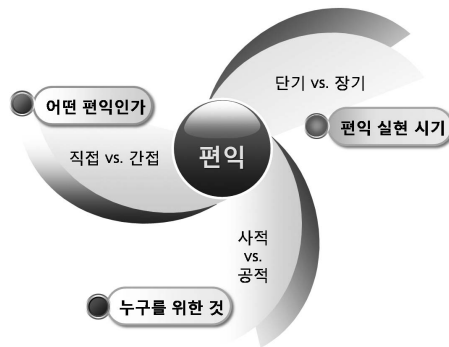 단기 vs. 장기
어떤 편익인가
편익 실현 시기
직접 vs. 간접
편익
사적
vs.
공적
누구를 위한 것